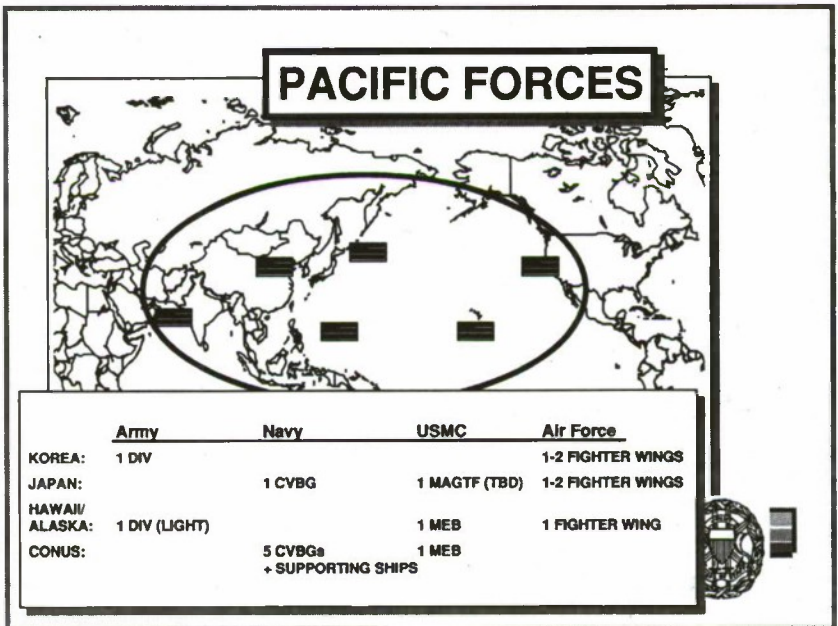 PACIFIC FORCES
Army Navy USMC Air Force
KOREA: 1 DIV 1-2 FIGHTER WINGS
JAPAN: 1 CVBG 1 MAGTF (TBD) 1-2 FIGHTER WINGS
HAWAII/
ALASKA: 1 DIV (LIGHT) 1 MEB 1 FIGHTER WING
CONUS: 5 CVBGs 1 MEB
+ SUPPORTING SHIPS